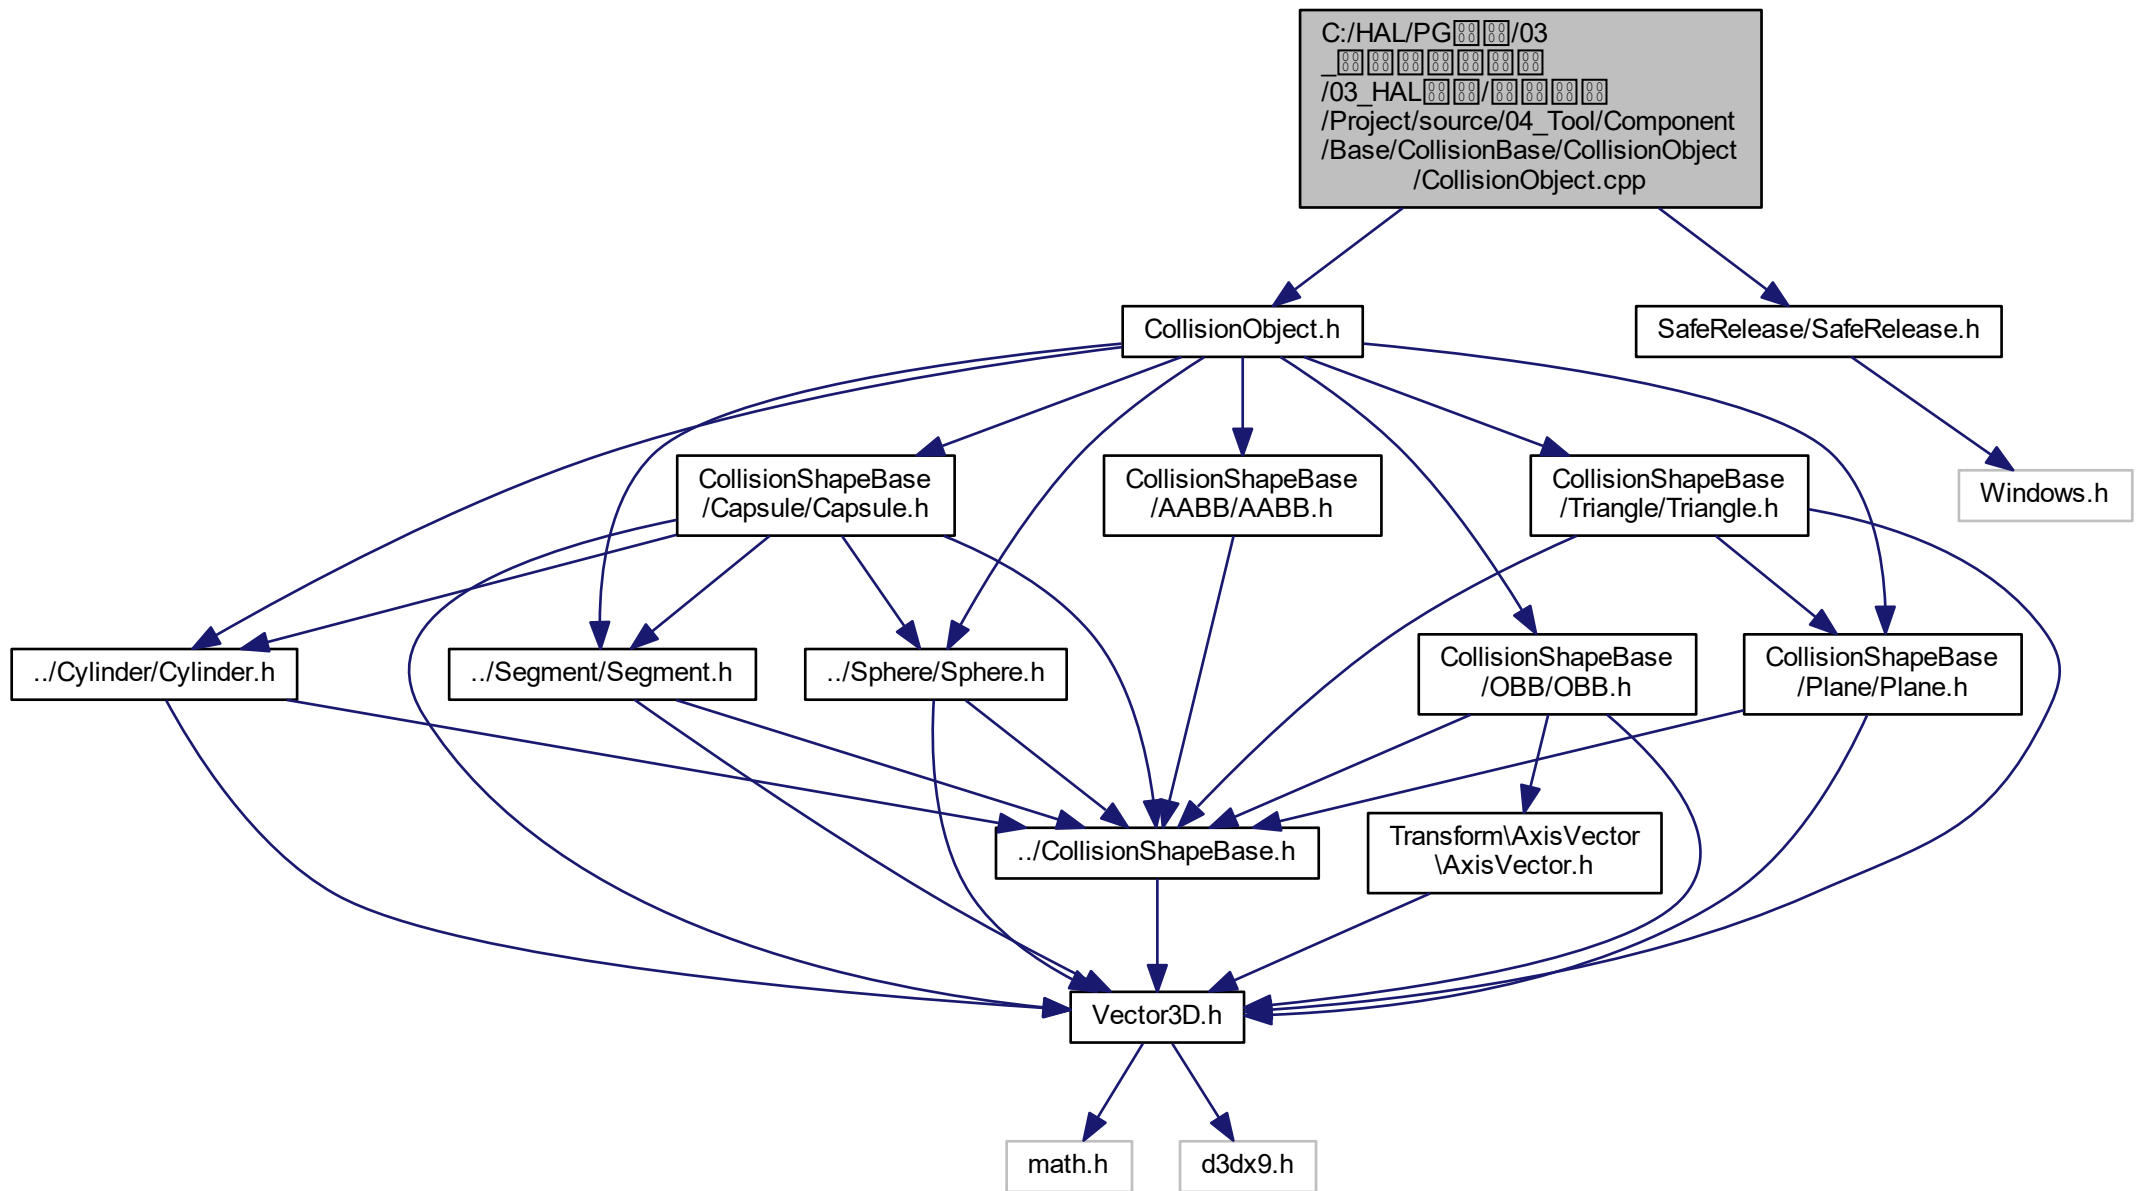 C:/HAL/PG/03
_
/03_HAL/
/Project/source/04_Tool/Component
/Base/CollisionBase/CollisionObject
/CollisionObject.cpp
CollisionObject.h
SafeRelease/SafeRelease.h
CollisionShapeBase
/Capsule/Capsule.h
CollisionShapeBase
/AABB/AABB.h
CollisionShapeBase
/Triangle/Triangle.h
Windows.h
../Cylinder/Cylinder.h
../Segment/Segment.h
../Sphere/Sphere.h
CollisionShapeBase
/OBB/OBB.h
CollisionShapeBase
/Plane/Plane.h
../CollisionShapeBase.h
Transform\AxisVector
\AxisVector.h
Vector3D.h
math.h
d3dx9.h